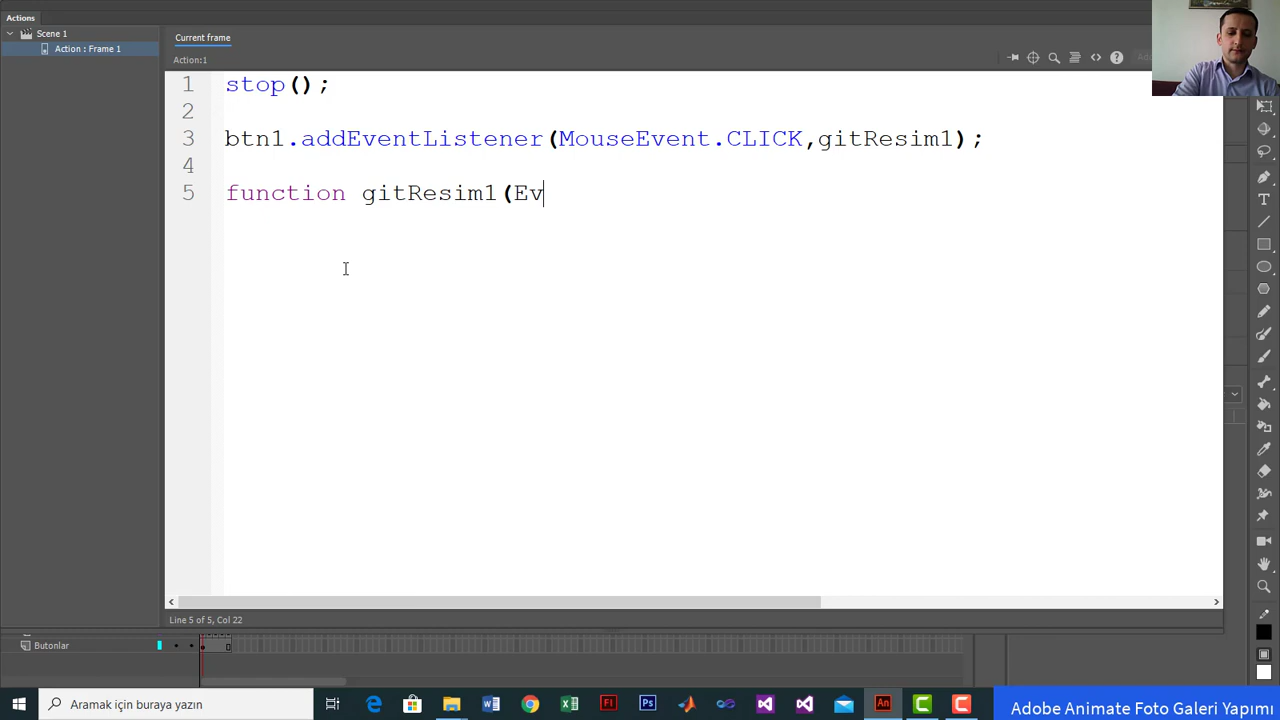 Actions
Scene 1
Action : Frame 1
Current frame
Action:1
1 stop();
2
3 btn1.addEventListener(MouseEvent.CLICK,gitResim1);
4
5 function gitResim1(Ev
Line 5 of 5, Col 22
Butonlar
Aramak için buraya yazın
Adobe Animate Foto Galeri Yapımı